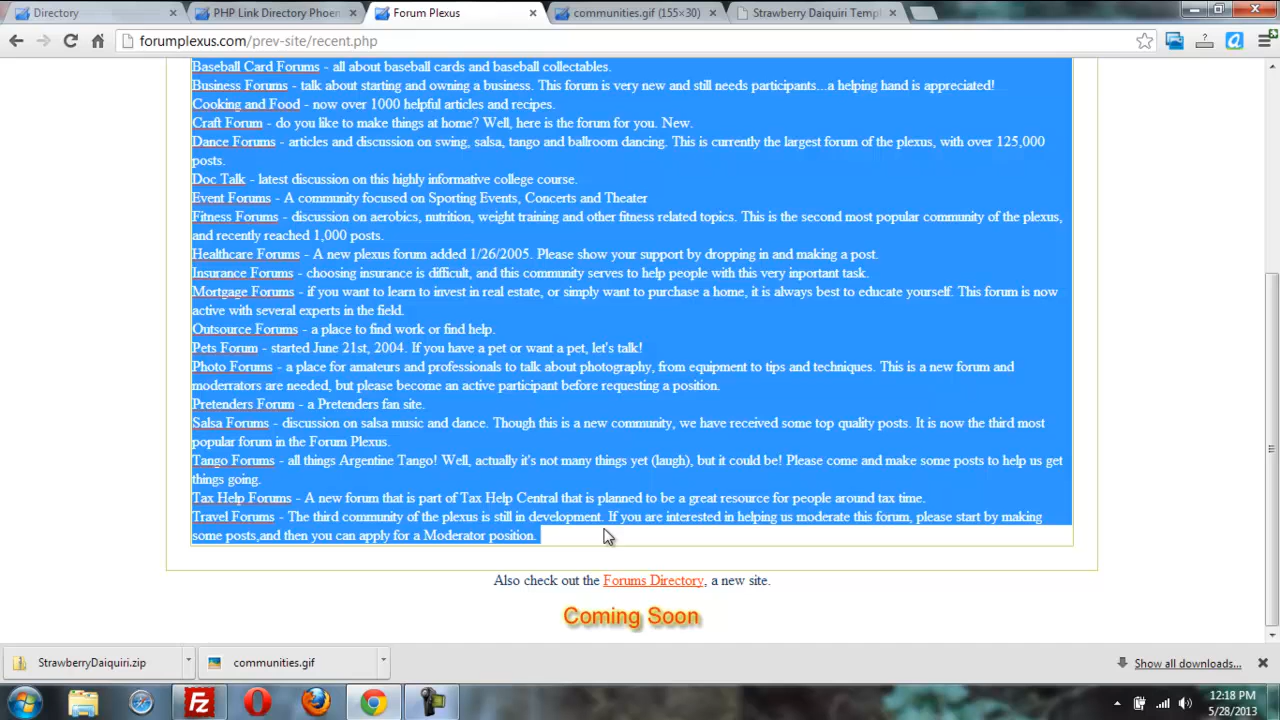 Directory
PHP Link Directory Phoen
Forum Plexus
communities.gif (155×30)
Strawberry Daiquiri Templ
forumplexus.com/prev-site/recent.php
Baseball Card Forums - all about baseball cards and baseball collectables.
Business Forums - talk about starting and owning a business. This forum is very new and still needs participants...a helping hand is appreciated!
Cooking and Food - now over 1000 helpful articles and recipes.
Craft Forum - do you like to make things at home? Well, here is the forum for you. New.
Dance Forums - articles and discussion on swing, salsa, tango and ballroom dancing. This is currently the largest forum of the plexus, with over 125,000
posts.
Doc Talk - latest discussion on this highly informative college course.
Event Forums - A community focused on Sporting Events, Concerts and Theater
Fitness Forums - discussion on aerobics, nutrition, weight training and other fitness related topics. This is the second most popular community of the plexus,
and recently reached 1,000 posts.
Healthcare Forums - A new plexus forum added 1/26/2005. Please show your support by dropping in and making a post.
Insurance Forums - choosing insurance is difficult, and this community serves to help people with this very inportant task.
Mortgage Forums - if you want to learn to invest in real estate, or simply want to purchase a home, it is always best to educate yourself. This forum is now
active with several experts in the field.
Outsource Forums - a place to find work or find help.
Pets Forum - started June 21st, 2004. If you have a pet or want a pet, let's talk!
Photo Forums - a place for amateurs and professionals to talk about photography, from equipment to tips and techniques. This is a new forum and
moderrators are needed, but please become an active participant before requesting a position.
Pretenders Forum - a Pretenders fan site.
Salsa Forums - discussion on salsa music and dance. Though this is a new community, we have received some top quality posts. It is now the third most
popular forum in the Forum Plexus.
Tango Forums - all things Argentine Tango! Well, actually it's not many things yet (laugh), but it could be! Please come and make some posts to help us get
things going.
Tax Help Forums - A new forum that is part of Tax Help Central that is planned to be a great resource for people around tax time.
Travel Forums - The third community of the plexus is still in development. If you are interested in helping us moderate this forum, please start by making
some posts,and then you can apply for a Moderator position.
Also check out the Forums Directory, a new site.
Coming Soon
StrawberryDaiquiri.zip
communities.gif
Show all downloads...
12:18 PM
5/28/2013